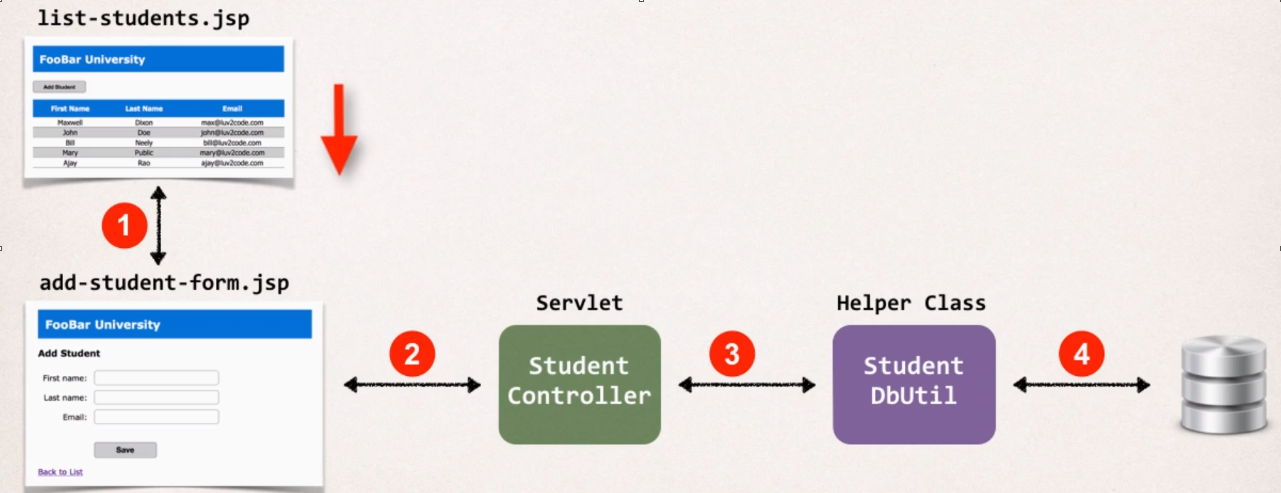 list-students.jsp
FooBar University
Add Student
First Name Last Name Email
Maxwell Dixon max@luv2code.com
John Doe john@luv2code.com
Bill Neely bill@luv2code.com
Mary Public mary@luv2code.com
Ajay Rao ajay@luv2code.com
1
add-student-form.jsp
FooBar University
Add Student
First name:
Last name:
Email:
Save
Back to List
2
Servlet
Student
Controller
3
Helper Class
Student
DbUtil
4